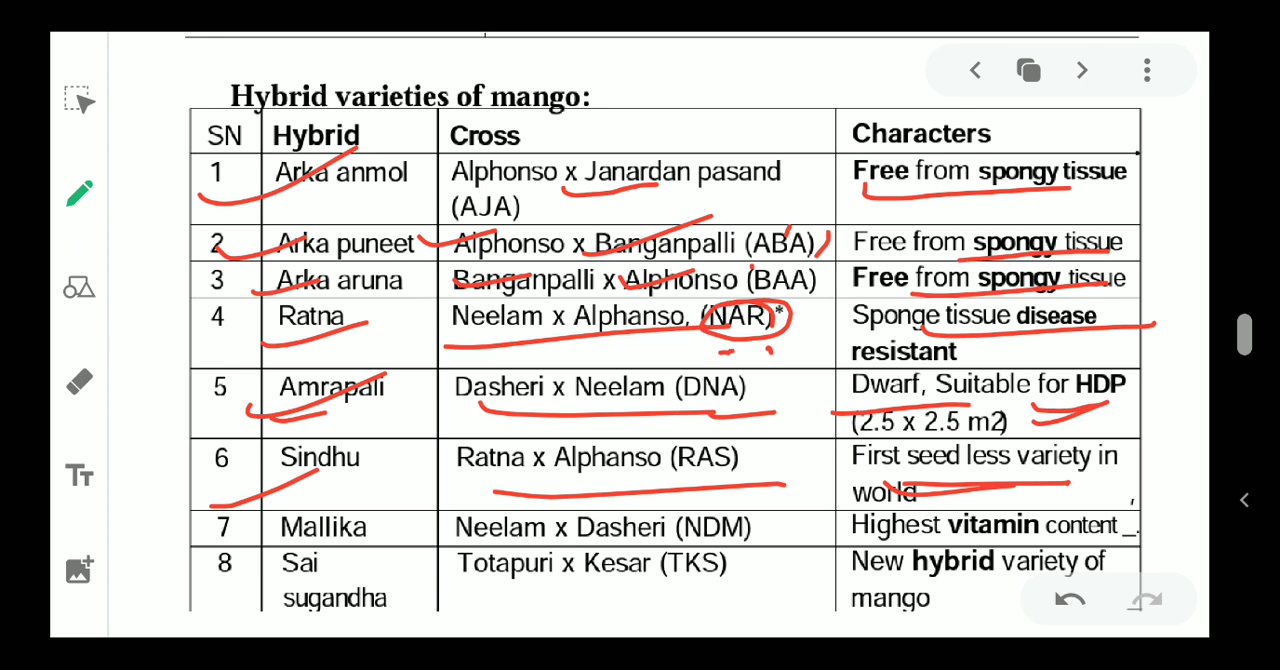 Hybrid varieties of mango:
SN Hybrid Cross Characters
1 Arka anmol Alphonso x Janardan pasand Free from spongy tissue
(AJA)
2 Arka puneet Alphonso x Banganpalli (ABA) Free from spongy tissue
3 Arka aruna Banganpalli x Alphonso (BAA) Free from spongy tissue
4 Ratna Neelam x Alphanso, (NAR)* Sponge tissue disease
resistant
5 Amrapali Dasheri x Neelam (DNA) Dwarf, Suitable for HDP
(2.5 x 2.5 m2)
6 Sindhu Ratna x Alphanso (RAS) First seed less variety in
world ,
7 Mallika Neelam x Dasheri (NDM) Highest vitamin content _.
8 Sai Totapuri x Kesar (TKS) New hybrid variety of
sugandha mango
Tт